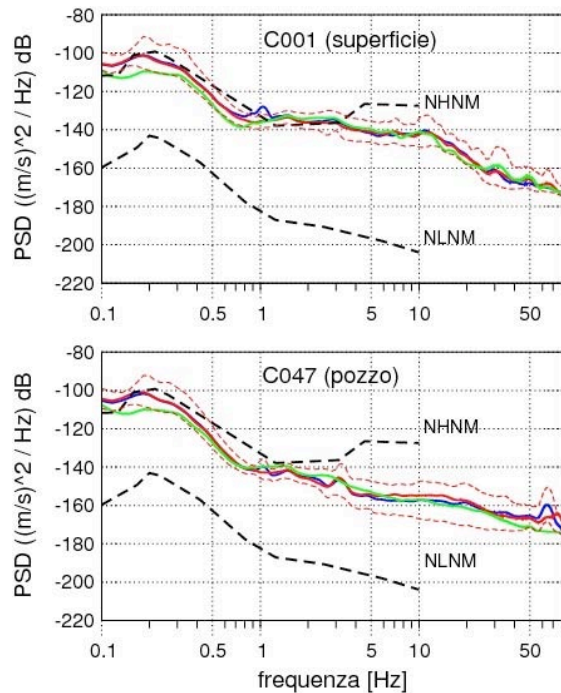 -80
C001 (superficie)
-100
-120
NHNM
-140
-160
-180
NLNM
-200
-220
PSD ((m/s)^2 / Hz) dB
0.1 0.5 1 5 10 50
-80
C047 (pozzo)
-100
-120
NHNM
-140
-160
-180
NLNM
-200
-220
PSD ((m/s)^2 / Hz) dB
0.1 0.5 1 5 10 50
frequenza [Hz]